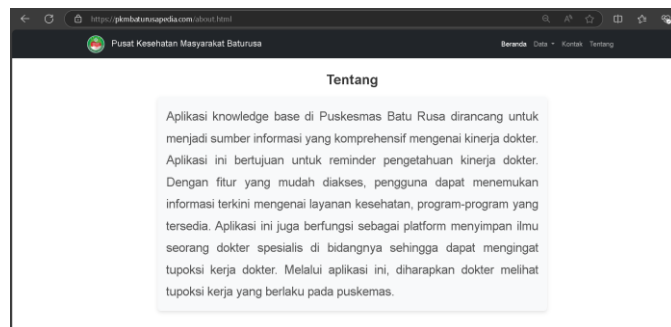 https://pkmbaturusapedia.com/about.html
Pusat Kesehatan Masyarakat Baturusa
Beranda Data Kontak Tentang
Tentang
Aplikasi knowledge base di Puskesmas Batu Rusa dirancang untuk
menjadi sumber informasi yang komprehensif mengenai kinerja dokter.
Aplikasi ini bertujuan untuk reminder pengetahuan kinerja dokter.
Dengan fitur yang mudah diakses, pengguna dapat menemukan
informasi terkini mengenai layanan kesehatan, program-program yang
tersedia. Aplikasi ini juga berfungsi sebagai platform menyimpan ilmu
seorang dokter spesialis di bidangnya sehingga dapat mengingat
tupoksi kerja dokter. Melalui aplikasi ini, diharapkan dokter melihat
tupoksi kerja yang berlaku pada puskemas.